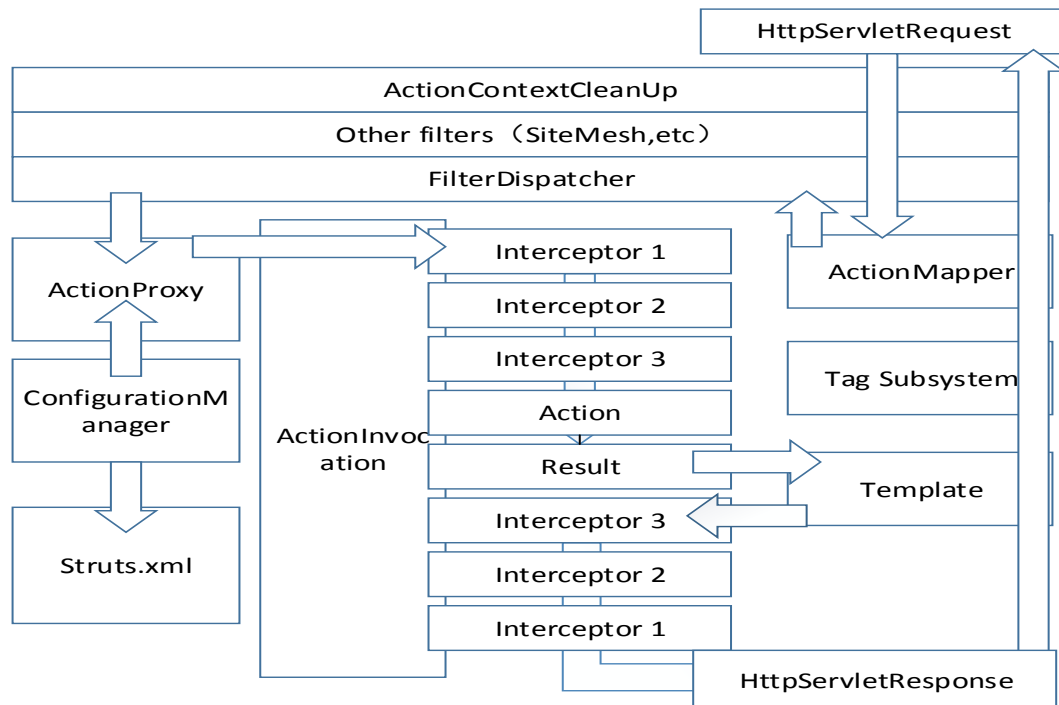 HttpServletRequest
ActionContextCleanUp
Other filters（SiteMesh,etc）
FilterDispatcher
ActionProxy
ConfigurationM
anager
Struts.xml
ActionInvoc
ation
Interceptor 1
Interceptor 2
Interceptor 3
Action
Result
Interceptor 3
Interceptor 2
Interceptor 1
ActionMapper
Tag Subsystem
Template
HttpServletResponse